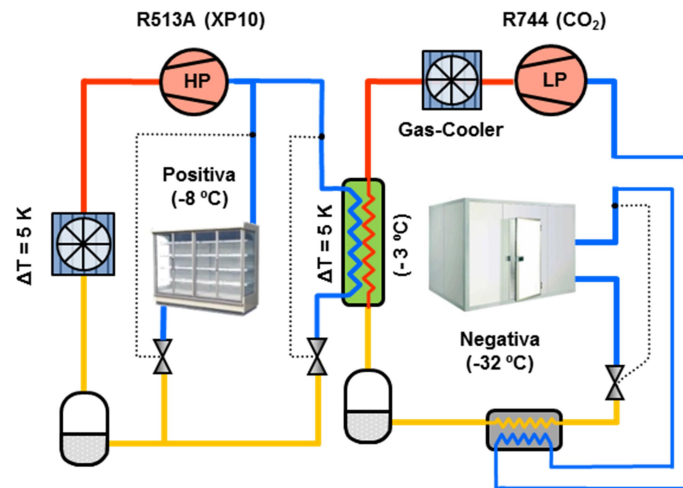 R513A (XP10)
R744 (CO₂)
HP
LP
Gas-Cooler
Positiva
(-8 ºC)
ΔT = 5 K
ΔT = 5 K
(- 3 ºC)
Negativa
(-32 ºC)